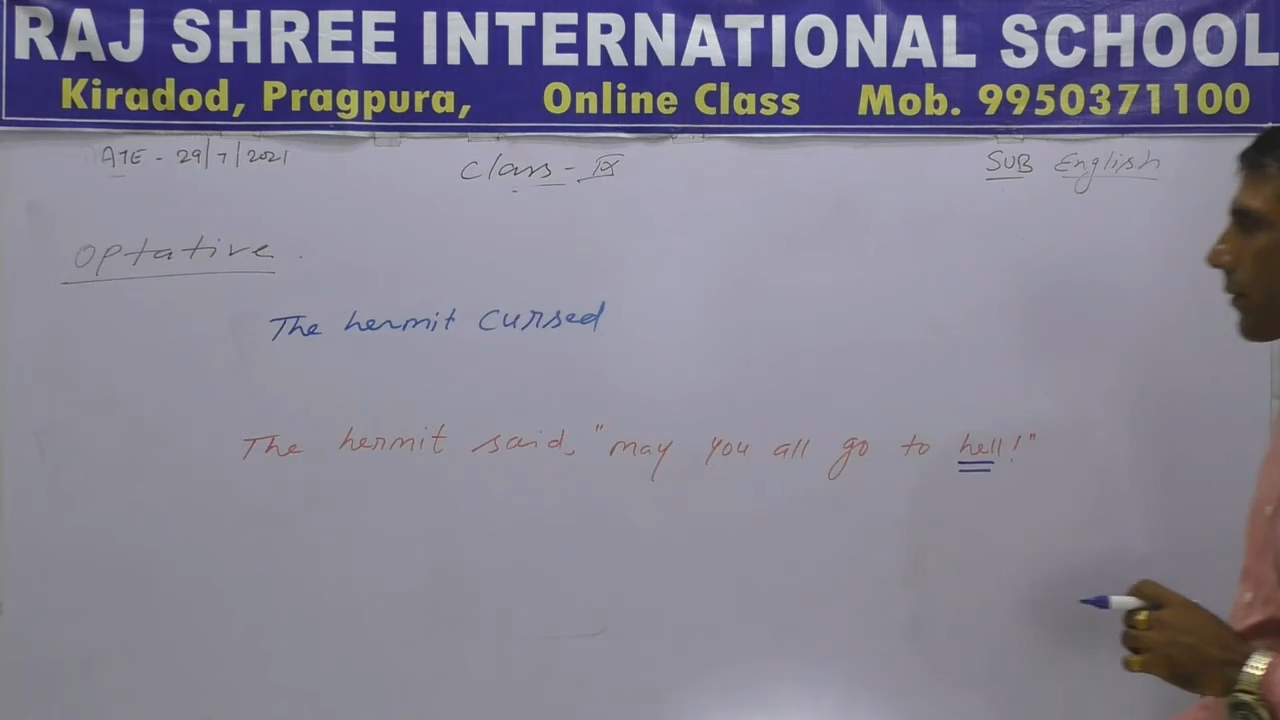 RAJ SHREE INTERNATIONAL SCHOOL
Kiradod, Pragpura, Online Class Mob. 9950371100
ATE - 29/7/2021 Class - IX SUB English
Optative.
The hermit cursed
The hermit said, "may you all go to hell!"